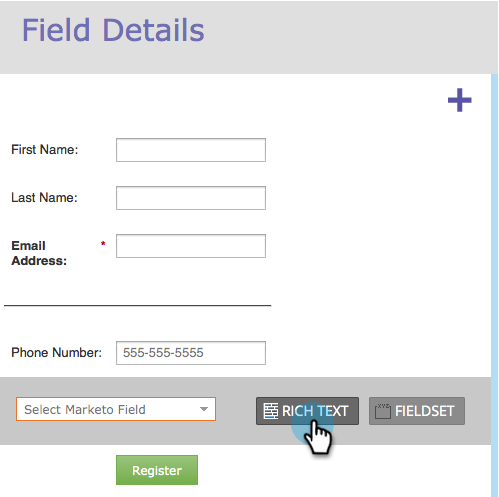 Field Details
First Name:
Last Name:
Email *
Address:
Phone Number: 555-555-5555
Select Marketo Field RICH TEXT XYZ FIELDSET
Register